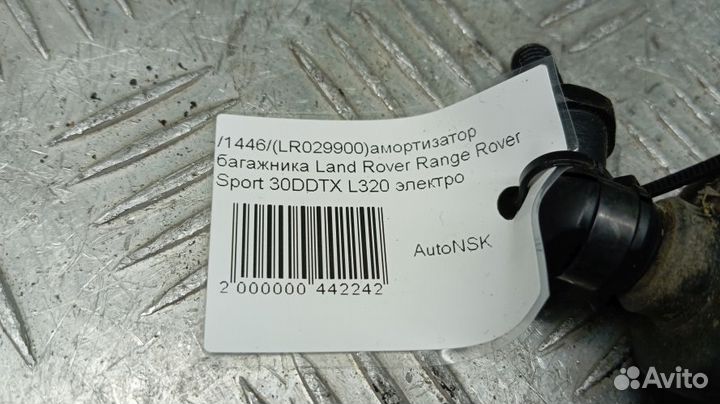 /1446/(LR029900)амортизатор
багажника Land Rover Range Rover
Sport 30DDTX L320 электро
AutoNSK
2 000000 442242
Avito